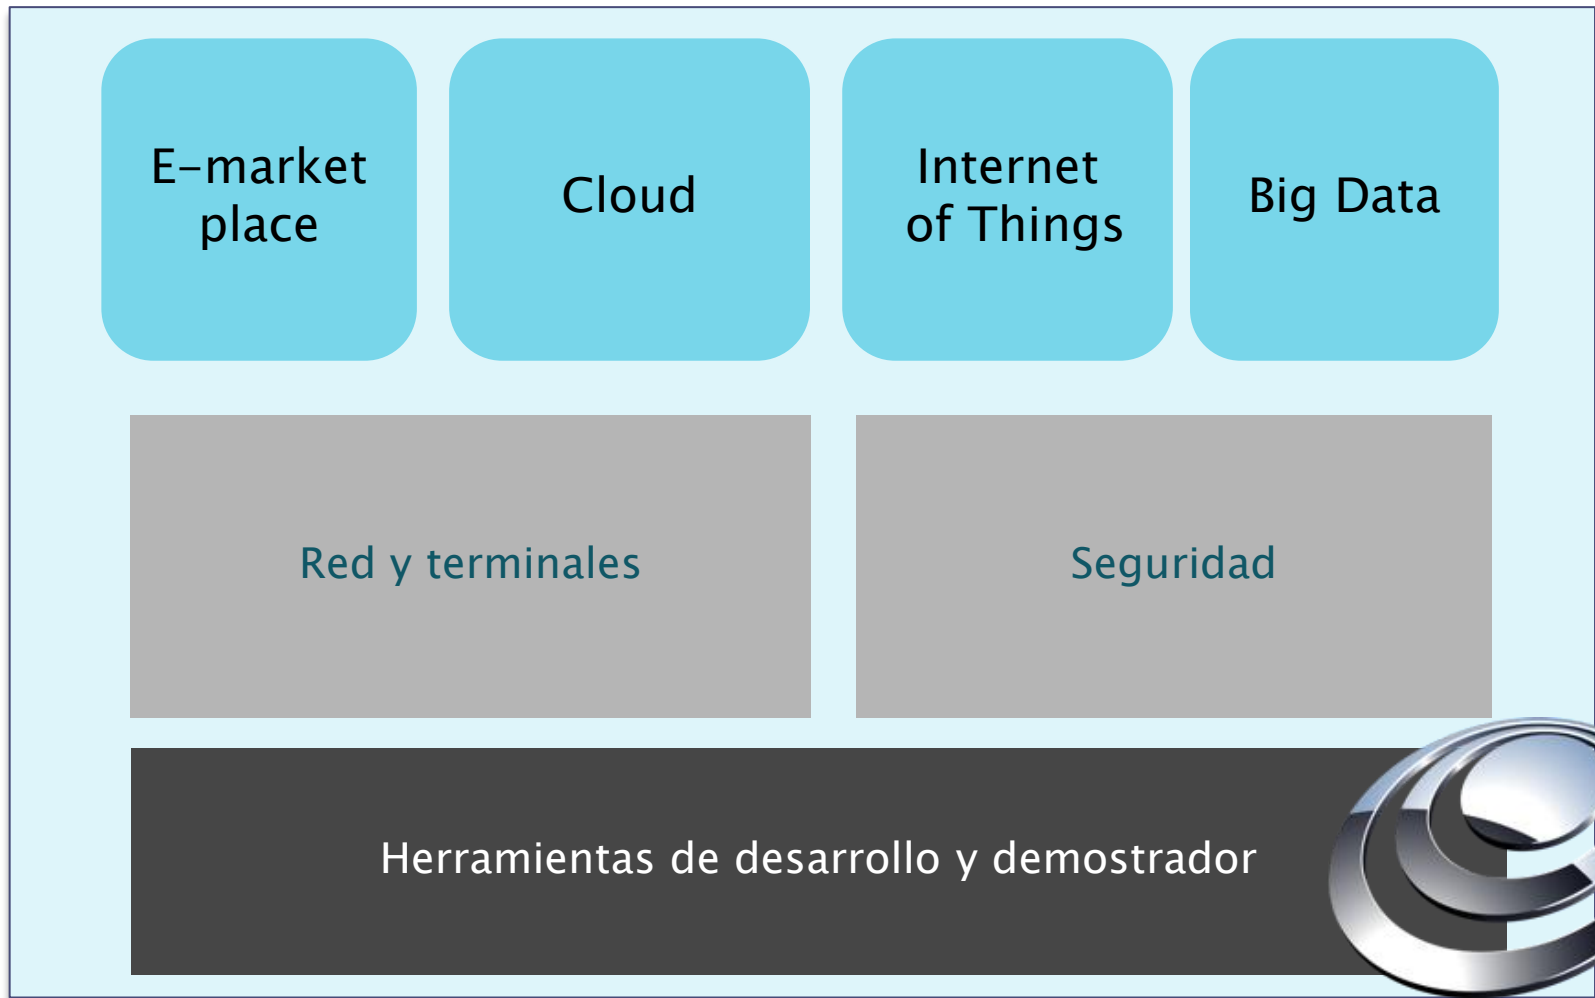 E-market
place
Cloud
Internet
of Things
Big Data
Red y terminales
Seguridad
Herramientas de desarrollo y demostrador